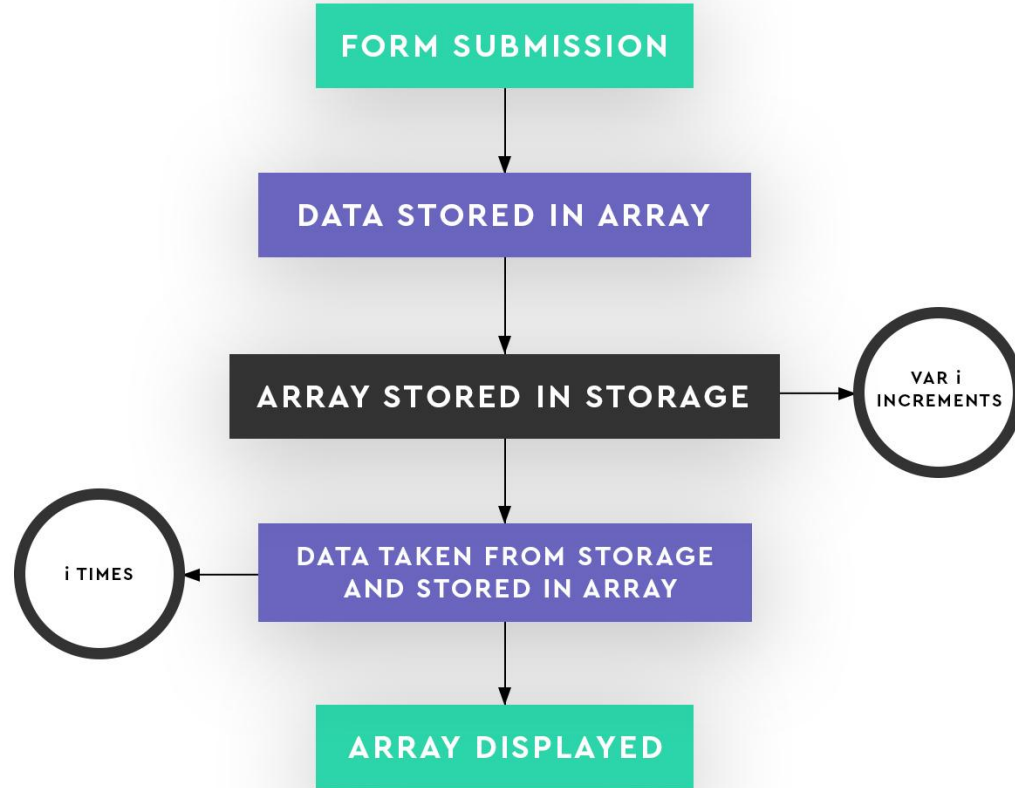 FORM SUBMISSION
DATA STORED IN ARRAY
ARRAY STORED IN STORAGE
VAR i
INCREMENTS
DATA TAKEN FROM STORAGE
AND STORED IN ARRAY
i TIMES
ARRAY DISPLAYED